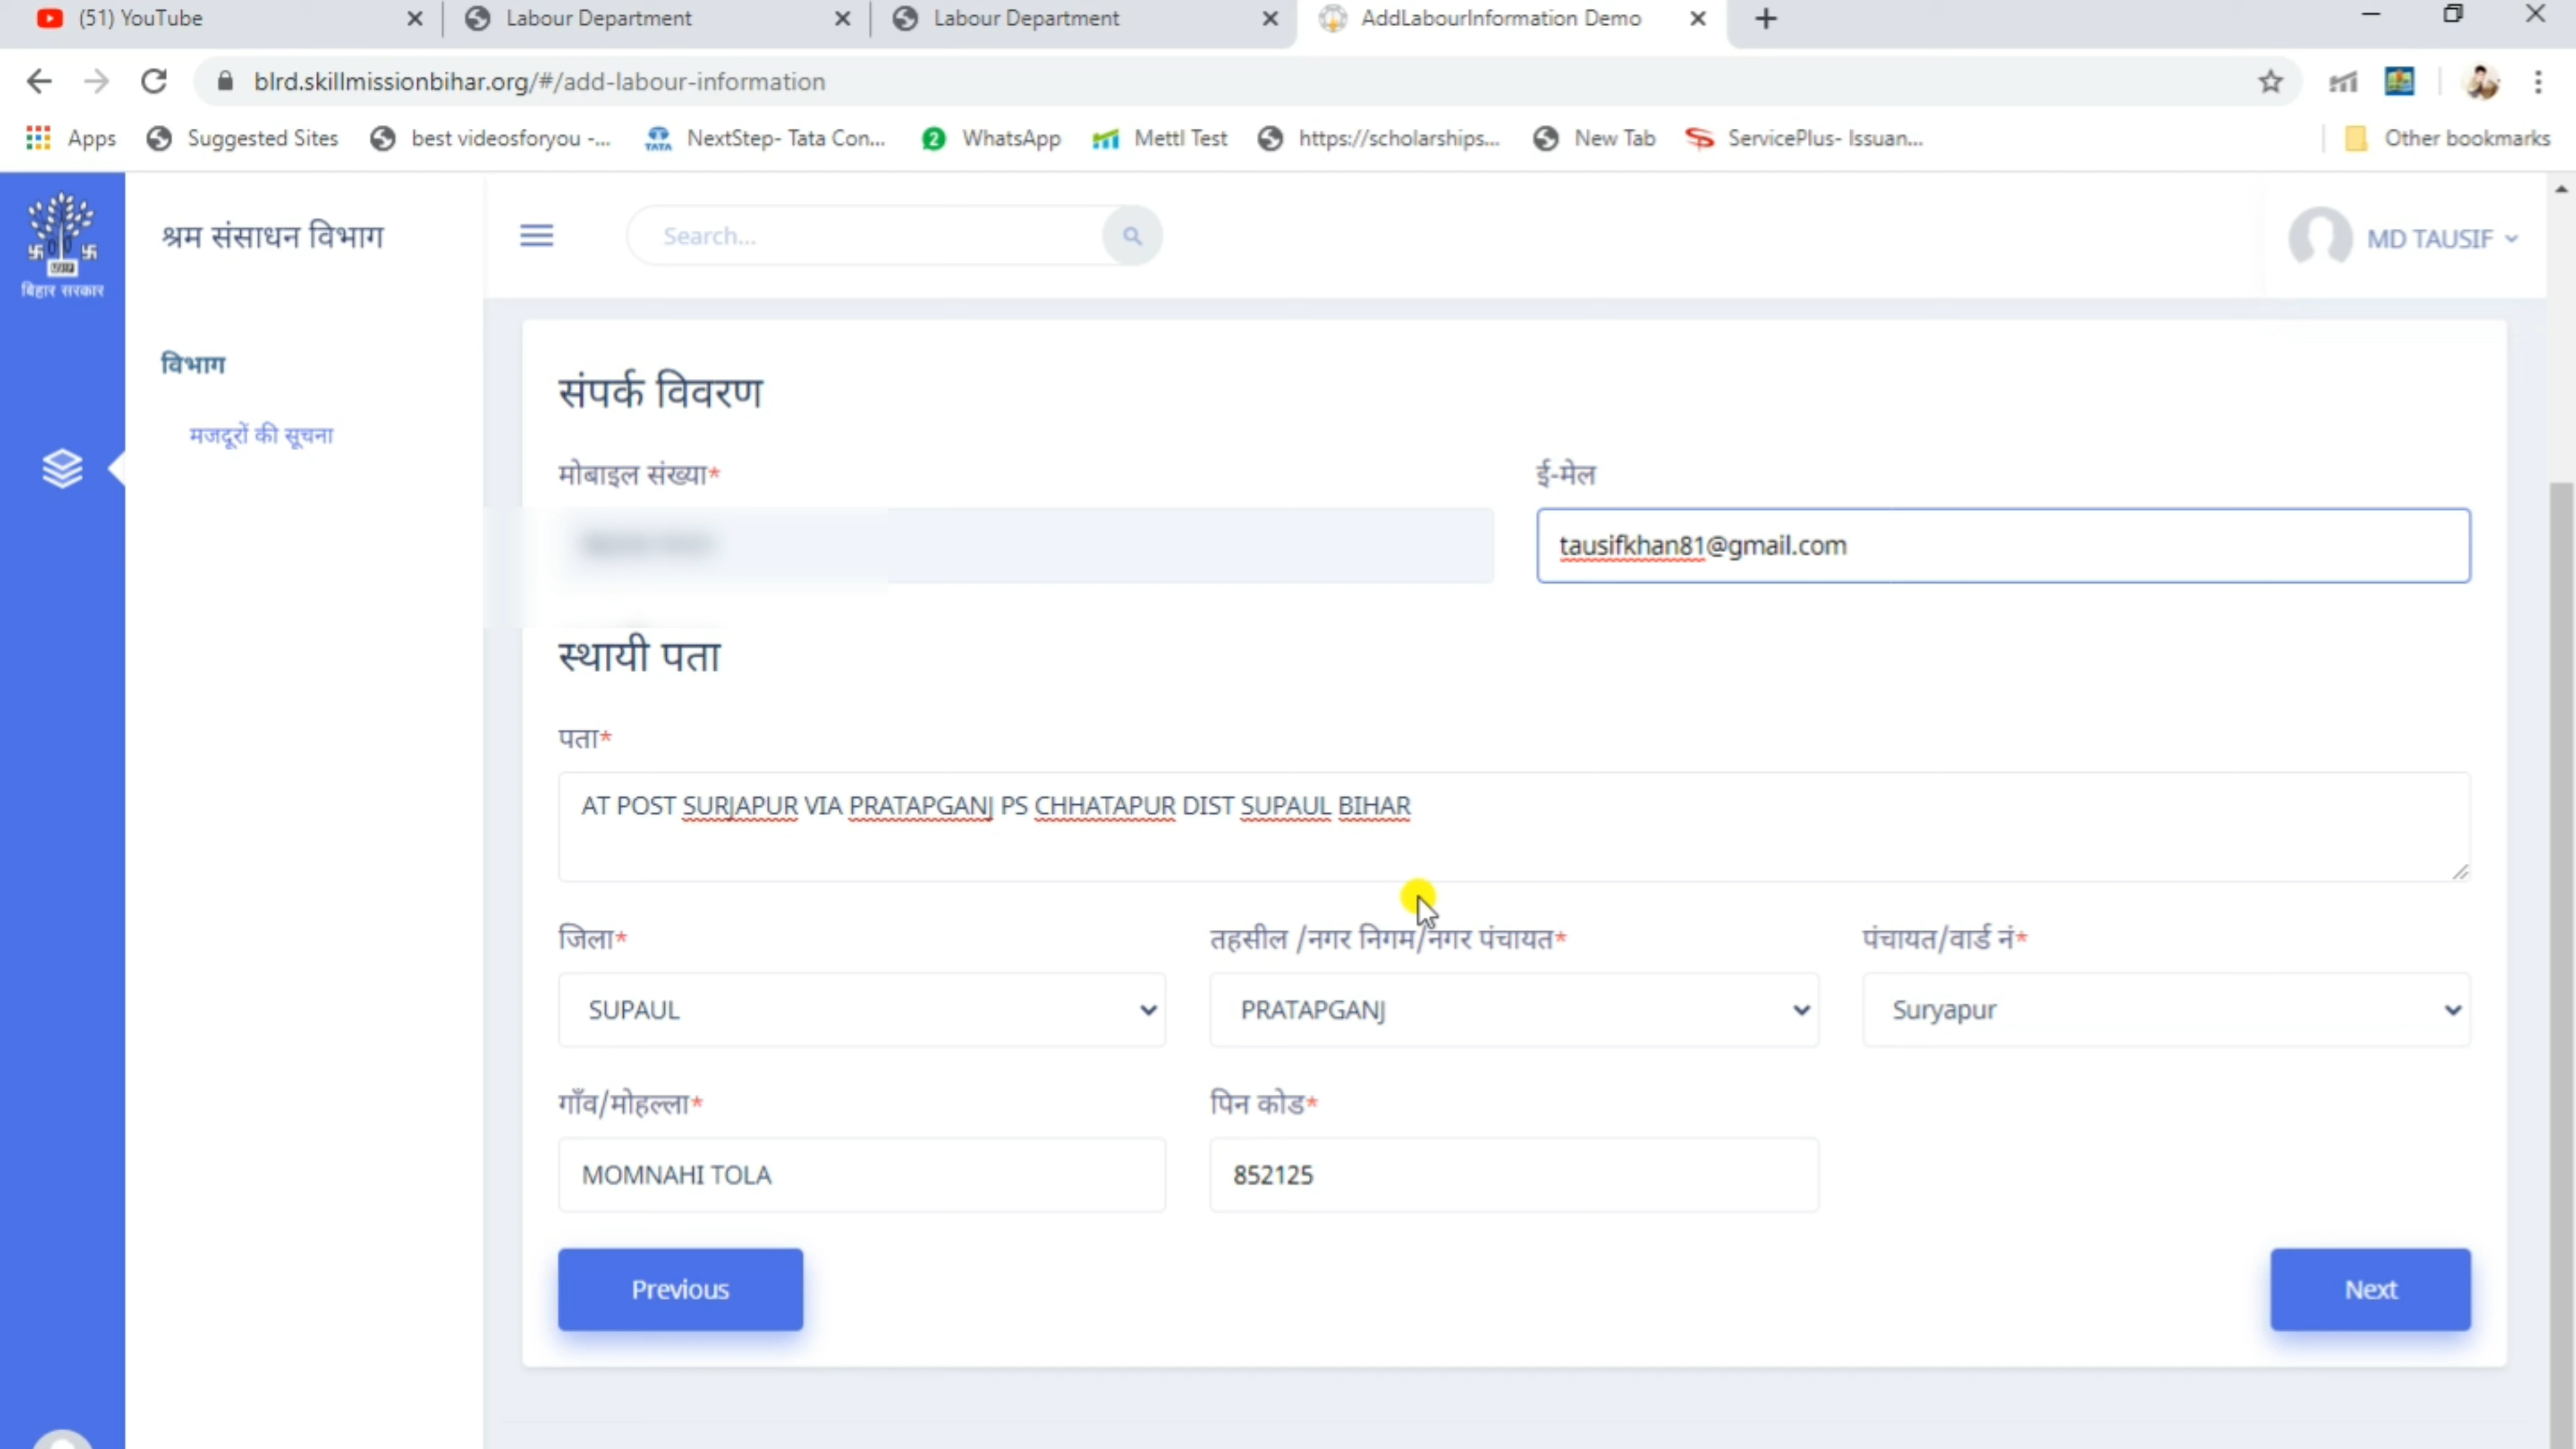 (51) YouTube
Labour Department
Labour Department
AddLabourInformation Demo
blrd.skillmissionbihar.org/#/add-labour-information
Apps
Suggested Sites
best videosforyou -...
NextStep- Tata Con...
2
WhatsApp
Mettl Test
https://scholarships...
New Tab
ServicePlus- Issuan...
Other bookmarks
TATA
बिहार सरकार
श्रम संसाधन विभाग
Search...
MD TAUSIF
विभाग
मजदूरों की सूचना
संपर्क विवरण
मोबाइल संख्या*
ई-मेल
tausifkhan81@gmail.com
स्थायी पता
पता*
AT POST SURJAPUR VIA PRATAPGANJ PS CHHATAPUR DIST SUPAUL BIHAR
जिला*
तहसील /नगर निगम/नगर पंचायत*
पंचायत/वार्ड नं*
SUPAUL
PRATAPGANJ
Suryapur
गाँव/मोहल्ला*
पिन कोड*
MOMNAHI TOLA
852125
Previous
Next